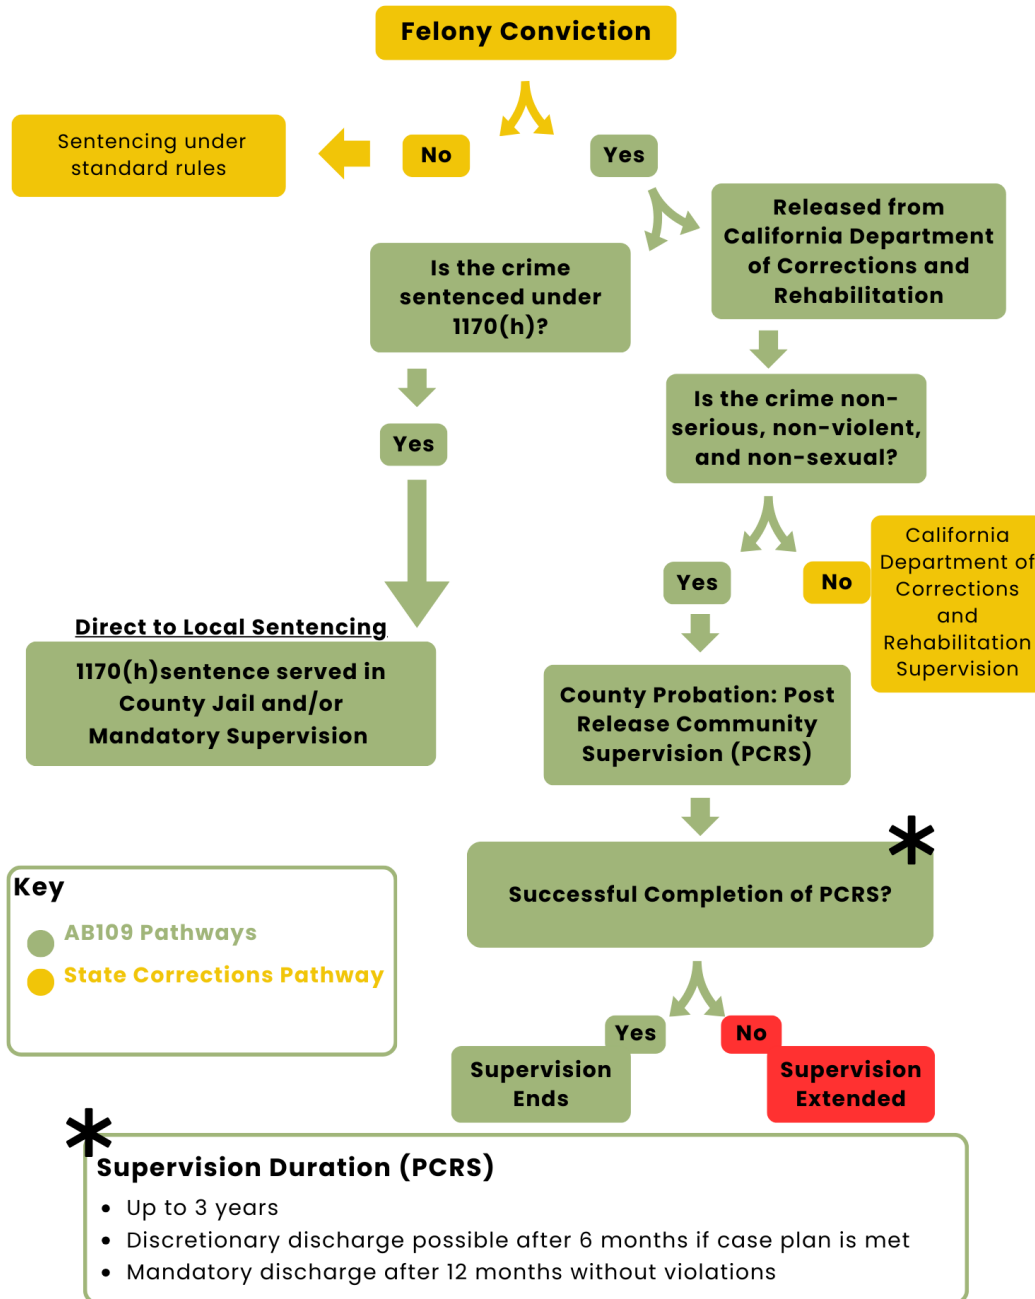 Felony Conviction
Sentencing under
standard rules
No
Yes
Released from
California Department
of Corrections and
Rehabilitation
Is the crime
sentenced under
1170(h)?
Is the crime non-
serious, non-violent,
and non-sexual?
Yes
Yes
No
California
Department of
Corrections
and
Rehabilitation
Supervision
Direct to Local Sentencing
1170(h)sentence served in
County Jail and/or
Mandatory Supervision
County Probation: Post
Release Community
Supervision (PCRS)
*
Successful Completion of PCRS?
Key
AB109 Pathways
State Corrections Pathway
Yes
No
Supervision
Ends
Supervision
Extended
*
Supervision Duration (PCRS)
• Up to 3 years
• Discretionary discharge possible after 6 months if case plan is met
• Mandatory discharge after 12 months without violations